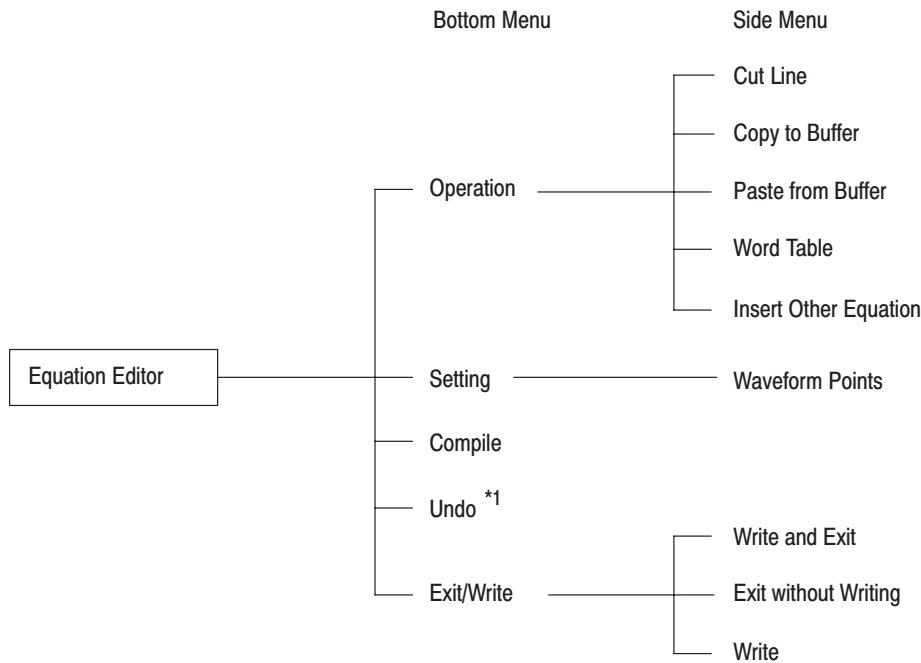 Bottom Menu Side Menu
Cut Line
Copy to Buffer
Operation Paste from Buffer
Word Table
Insert Other Equation
Equation Editor Setting Waveform Points
Compile
Undo *1
Write and Exit
Exit/Write Exit without Writing
Write